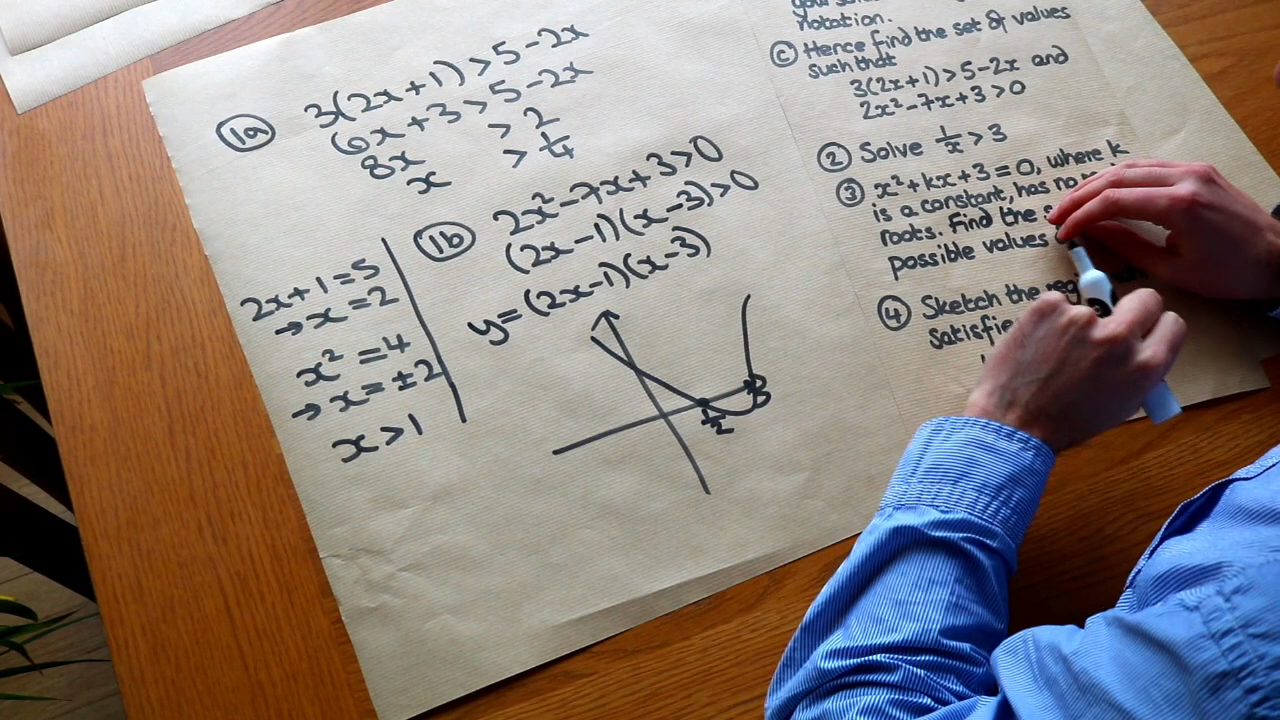 1a 3(2x+1) > 5-2x
6x+3 > 5-2x
8x > 2
x > 1/4
1b 2x²-7x+3>0
(2x-1)(x-3)>0
y=(2x-1)(x-3)
1/2 3
2x+1=5
→ x=2
x²=4
→ x=±2
x>1
notation.
c Hence find the set of values
such that
3(2x+1)>5-2x and
2x²-7x+3>0
2 Solve 1/x > 3
3 x²+kx+3=0, where k
is a constant, has no
roots. Find the
possible values
4 Sketch the